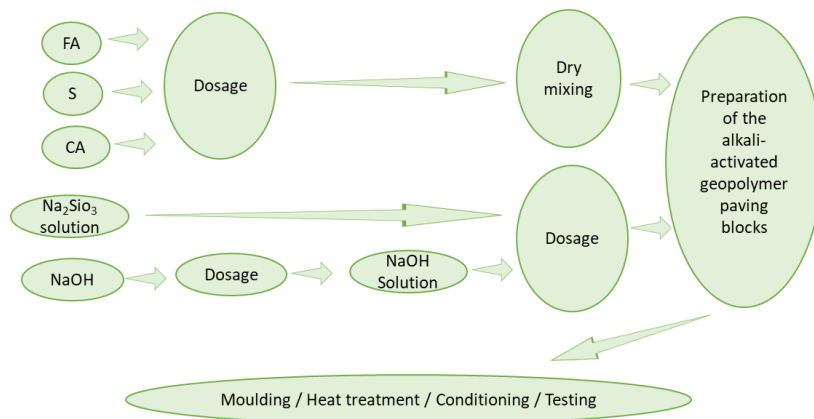 FA
S
CA
Dosage
Dry
mixing
Preparation
of the
alkali-
activated
geopolymer
paving
blocks
Na₂Sio₃
solution
Dosage
NaOH
Dosage
NaOH
Solution
Moulding / Heat treatment / Conditioning / Testing